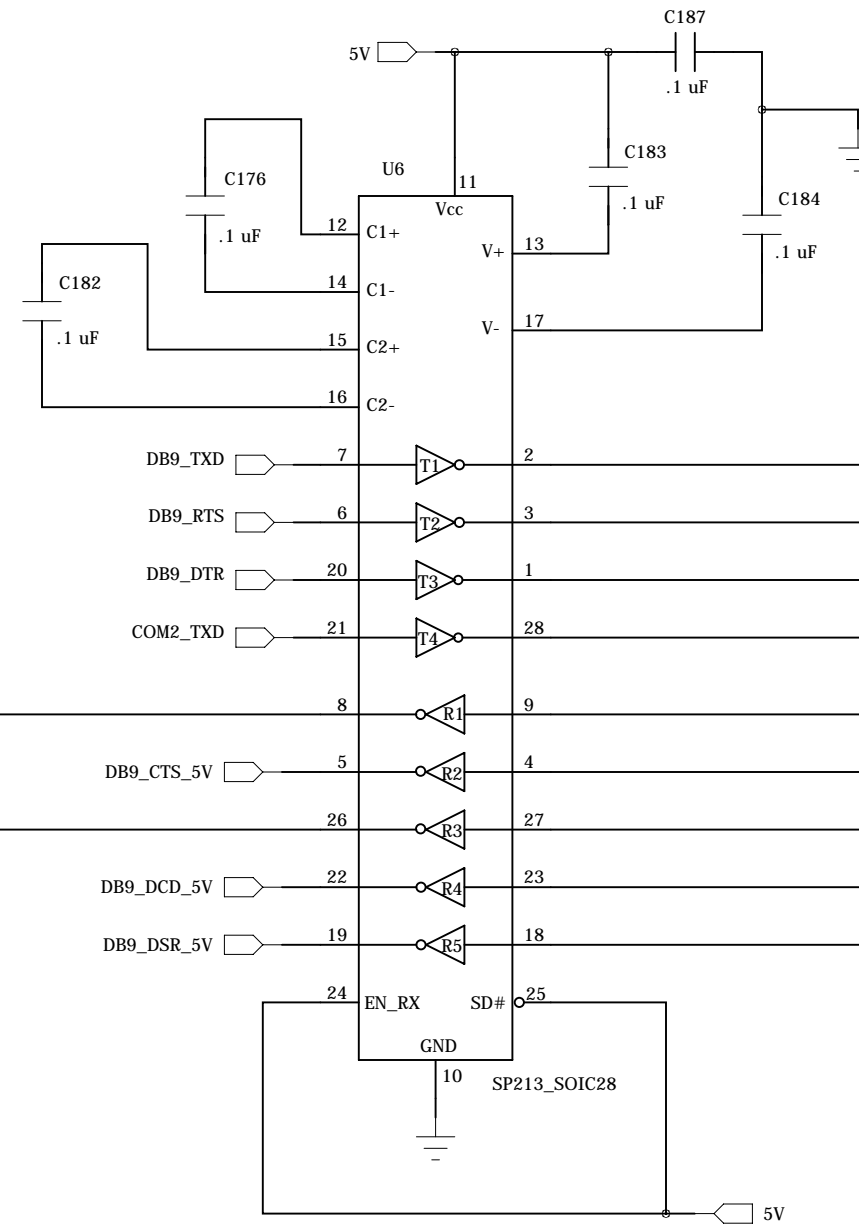 C187
5V
.1 uF
C183
U6
11
C176
.1 uF
C184
Vcc
12
C1+
.1 uF
V+
13
.1 uF
C182
14
C1-
.1 uF
15
C2+
V-
17
16
C2-
DB9_TXD
7
T1
2
DB9_RTS
6
T2
3
DB9_DTR
20
T3
1
COM2_TXD
21
T4
28
8
R1
9
DB9_CTS_5V
5
R2
4
26
R3
27
DB9_DCD_5V
22
R4
23
DB9_DSR_5V
19
R5
18
24
EN_RX
SD#
25
GND
10
SP213_SOIC28
5V